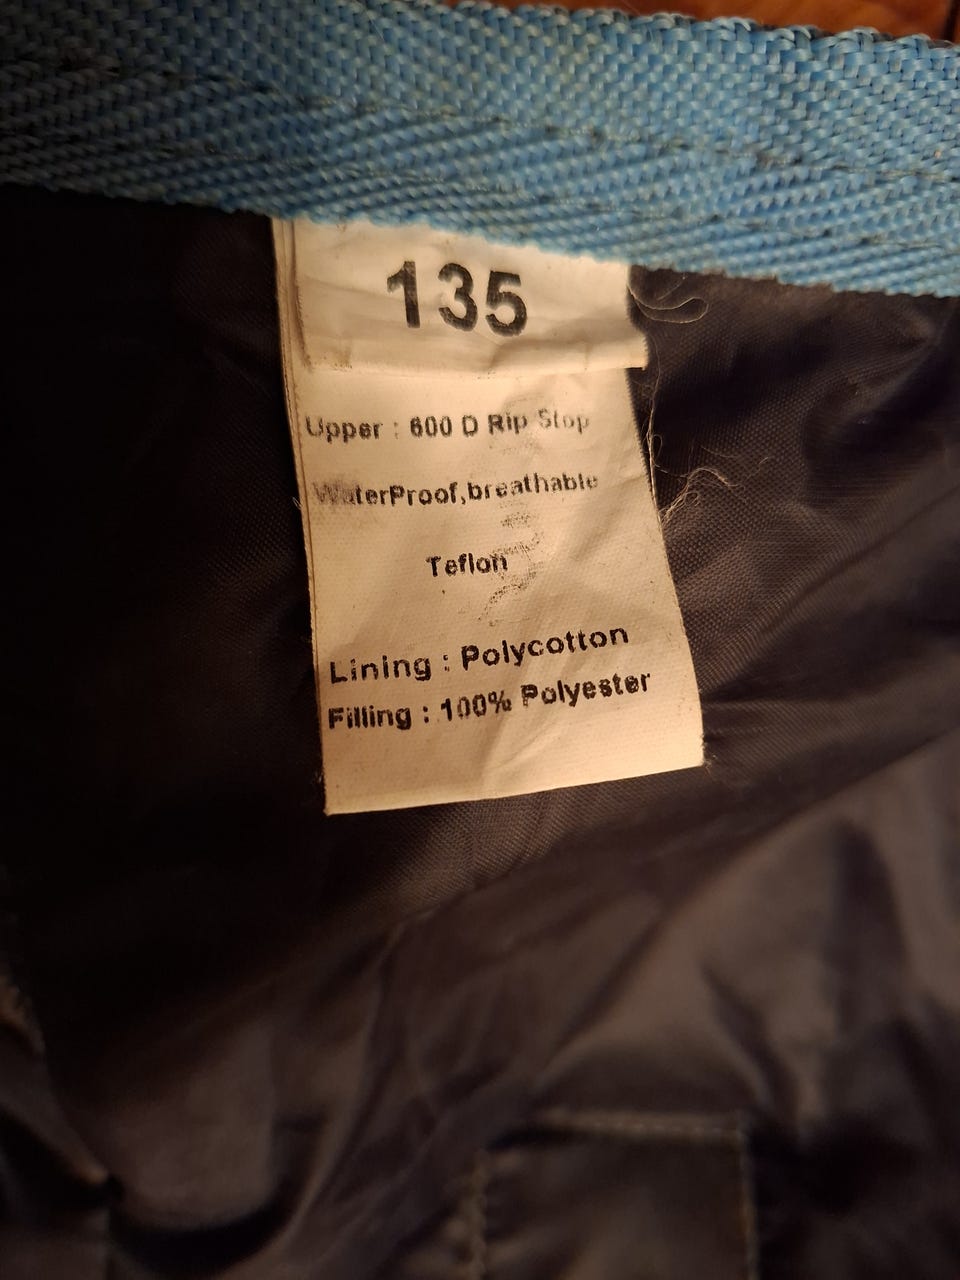 135
Upper : 600 D Rip Stop
WaterProof,breathable
Teflon
Lining : Polycotton
Filling : 100% Polyester